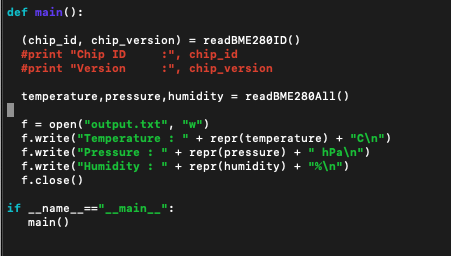 def main():
(chip_id, chip_version) = readBME280ID()
#print "Chip ID     :", chip_id
#print "Version     :", chip_version
temperature,pressure,humidity = readBME280All()
f = open("output.txt", "w")
f.write("Temperature : " + repr(temperature) + "C\n")
f.write("Pressure : " + repr(pressure) + " hPa\n")
f.write("Humidity : " + repr(humidity) + "%\n")
f.close()
if __name__=="__main__":
main()